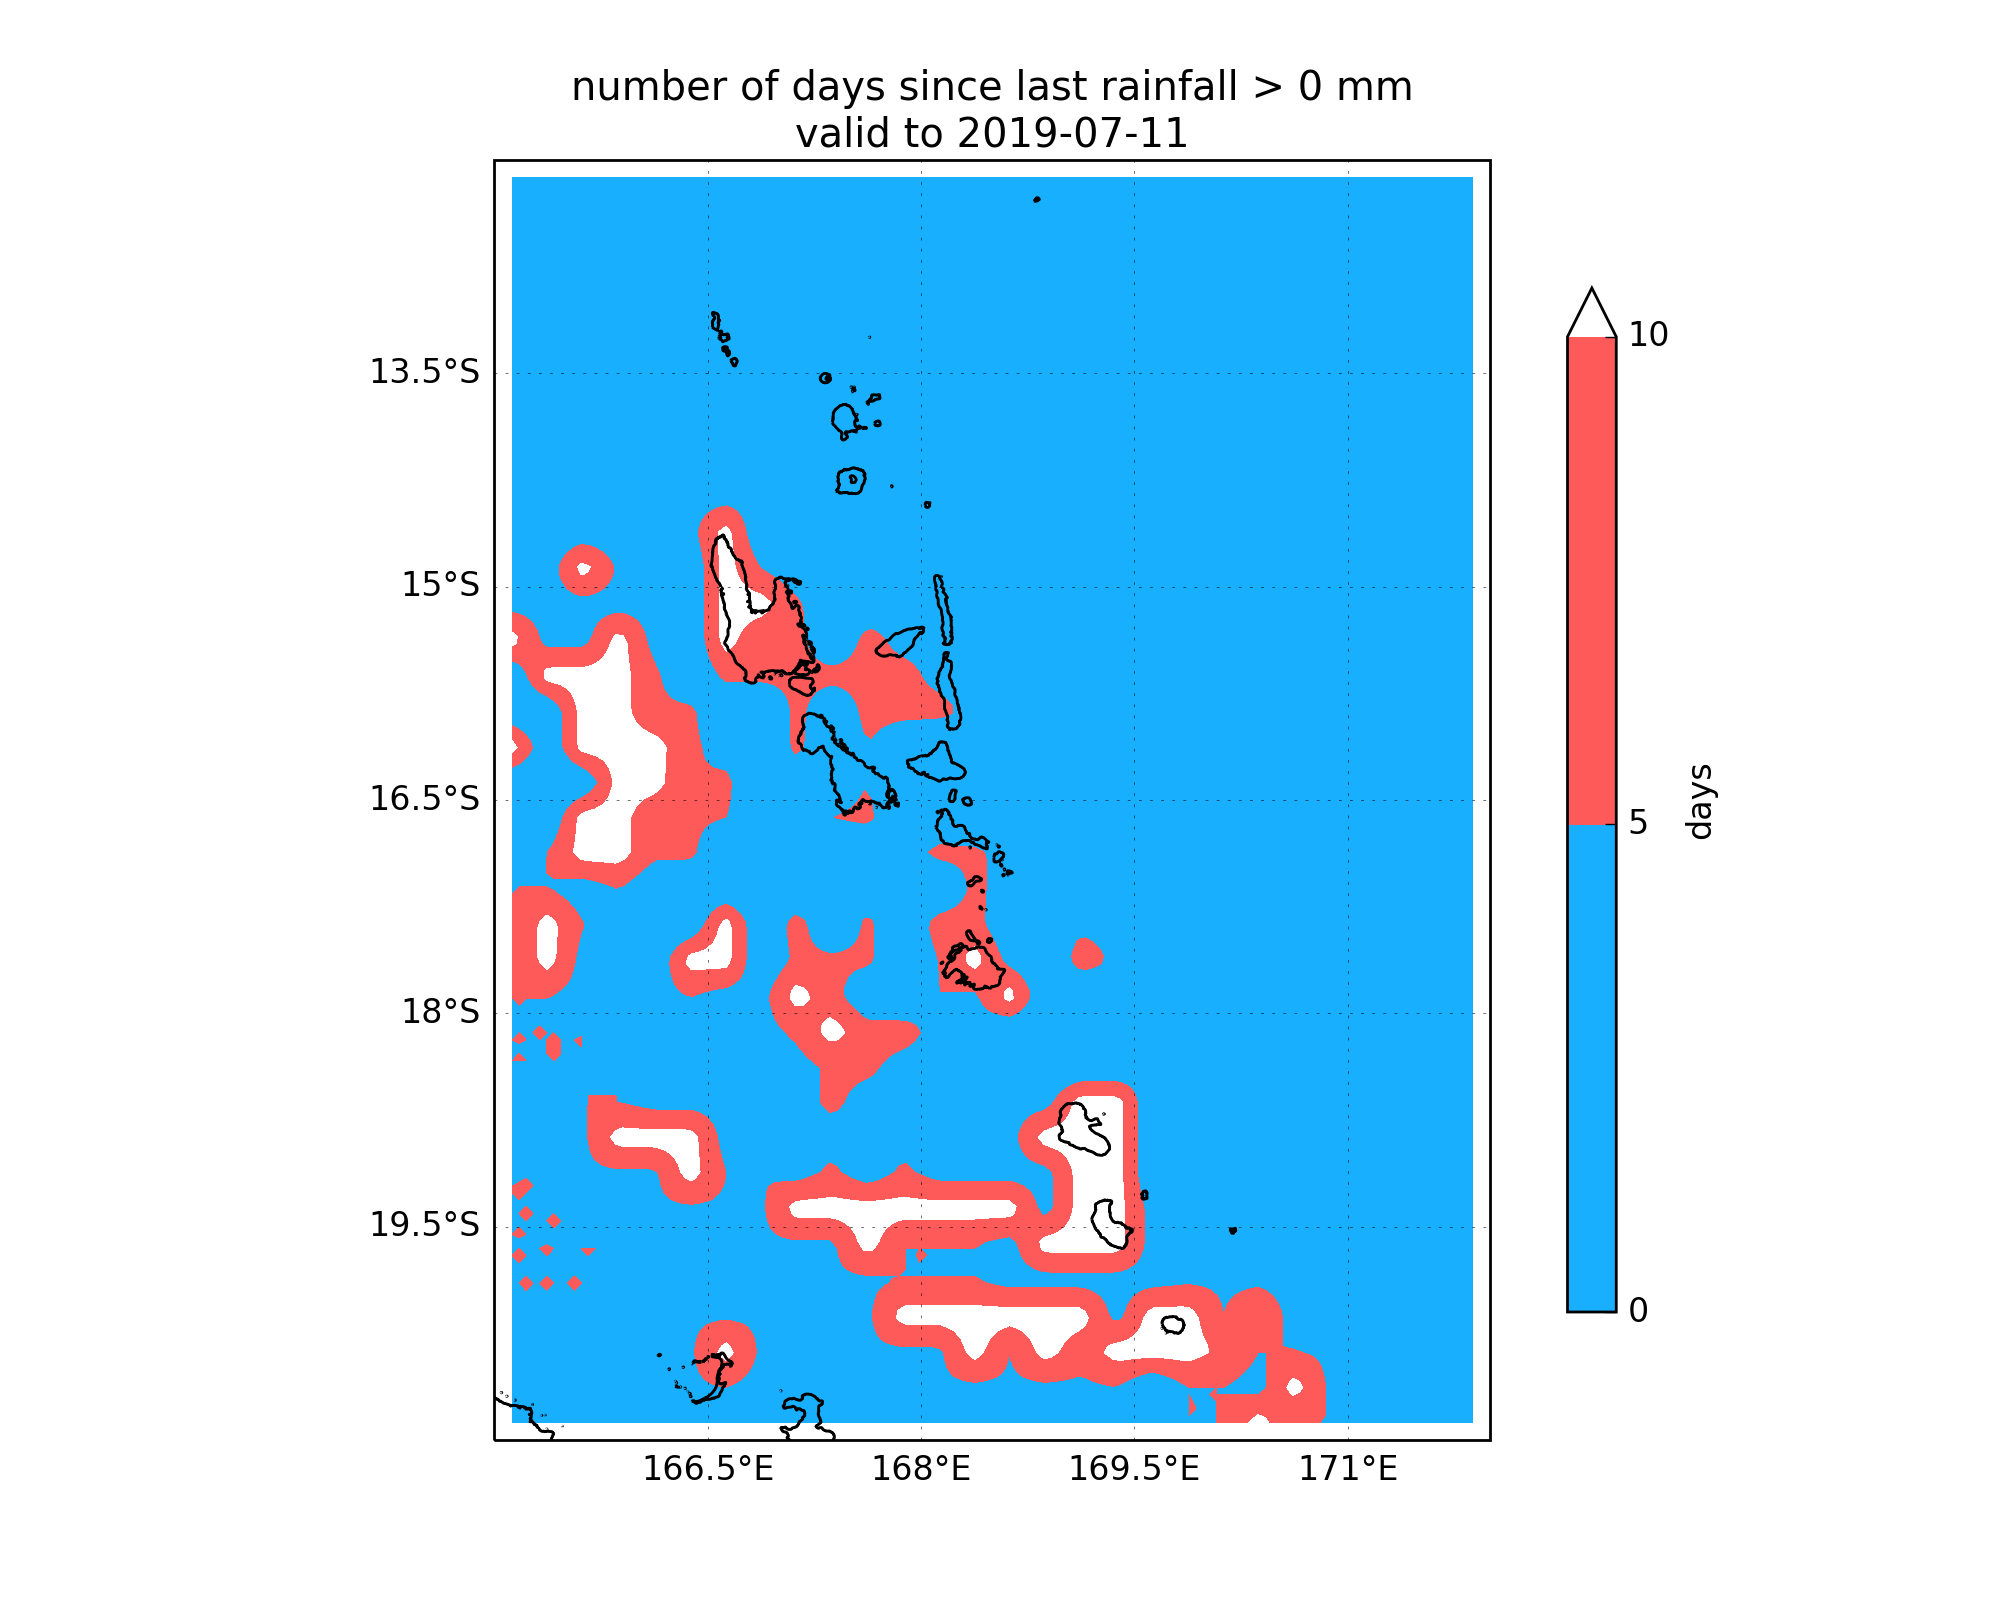 number of days since last rainfall > 0 mm
valid to 2019-07-11
13.5°S
15°S
16.5°S
18°S
19.5°S
166.5°E
168°E
169.5°E
171°E
10
5
0
days